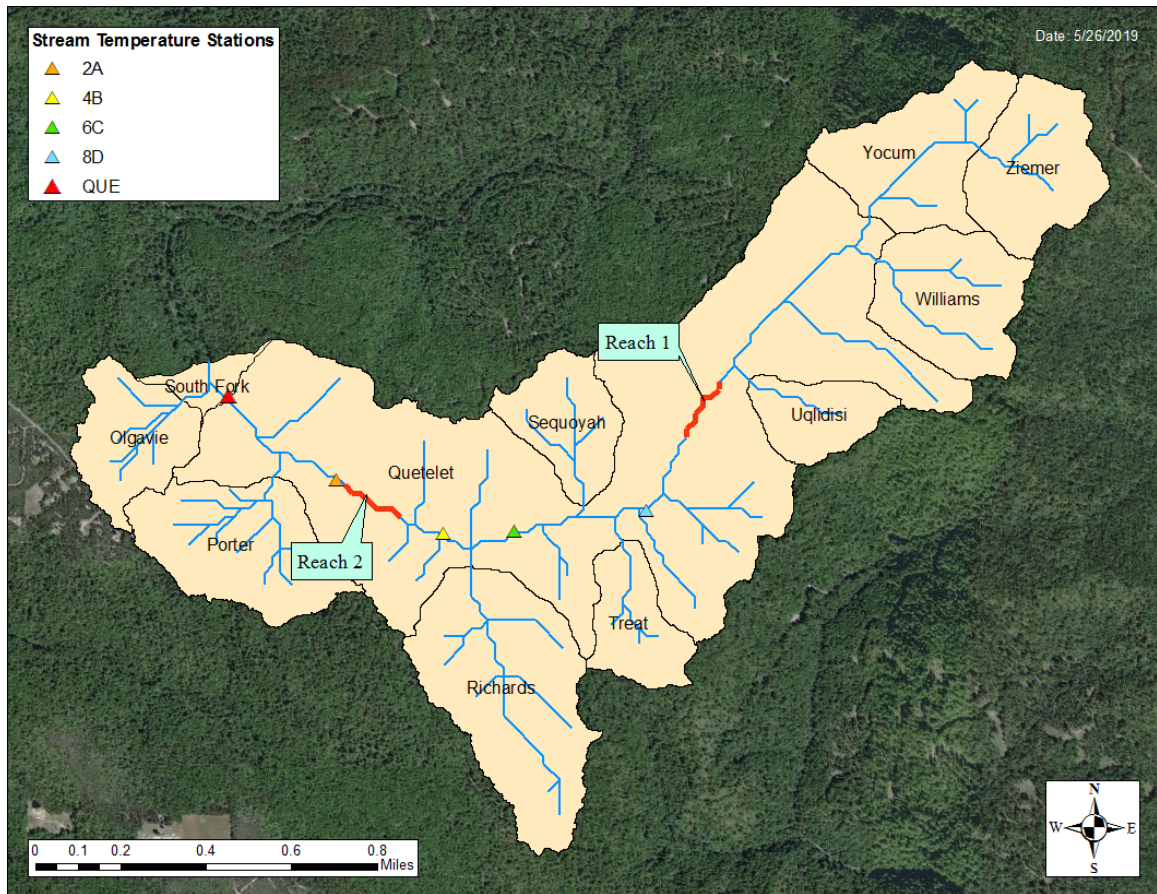 Stream Temperature Stations
2A
4B
6C
8D
QUE
Date: 5/26/2019
Yocum
Ziemer
Williams
Reach 1
South Fork
Olgavie
Sequoyah
Uqlidisi
Quetelet
Porter
Reach 2
Treat
Richards
0 0.1 0.2 0.4 0.6 0.8
Miles
N
W E
S